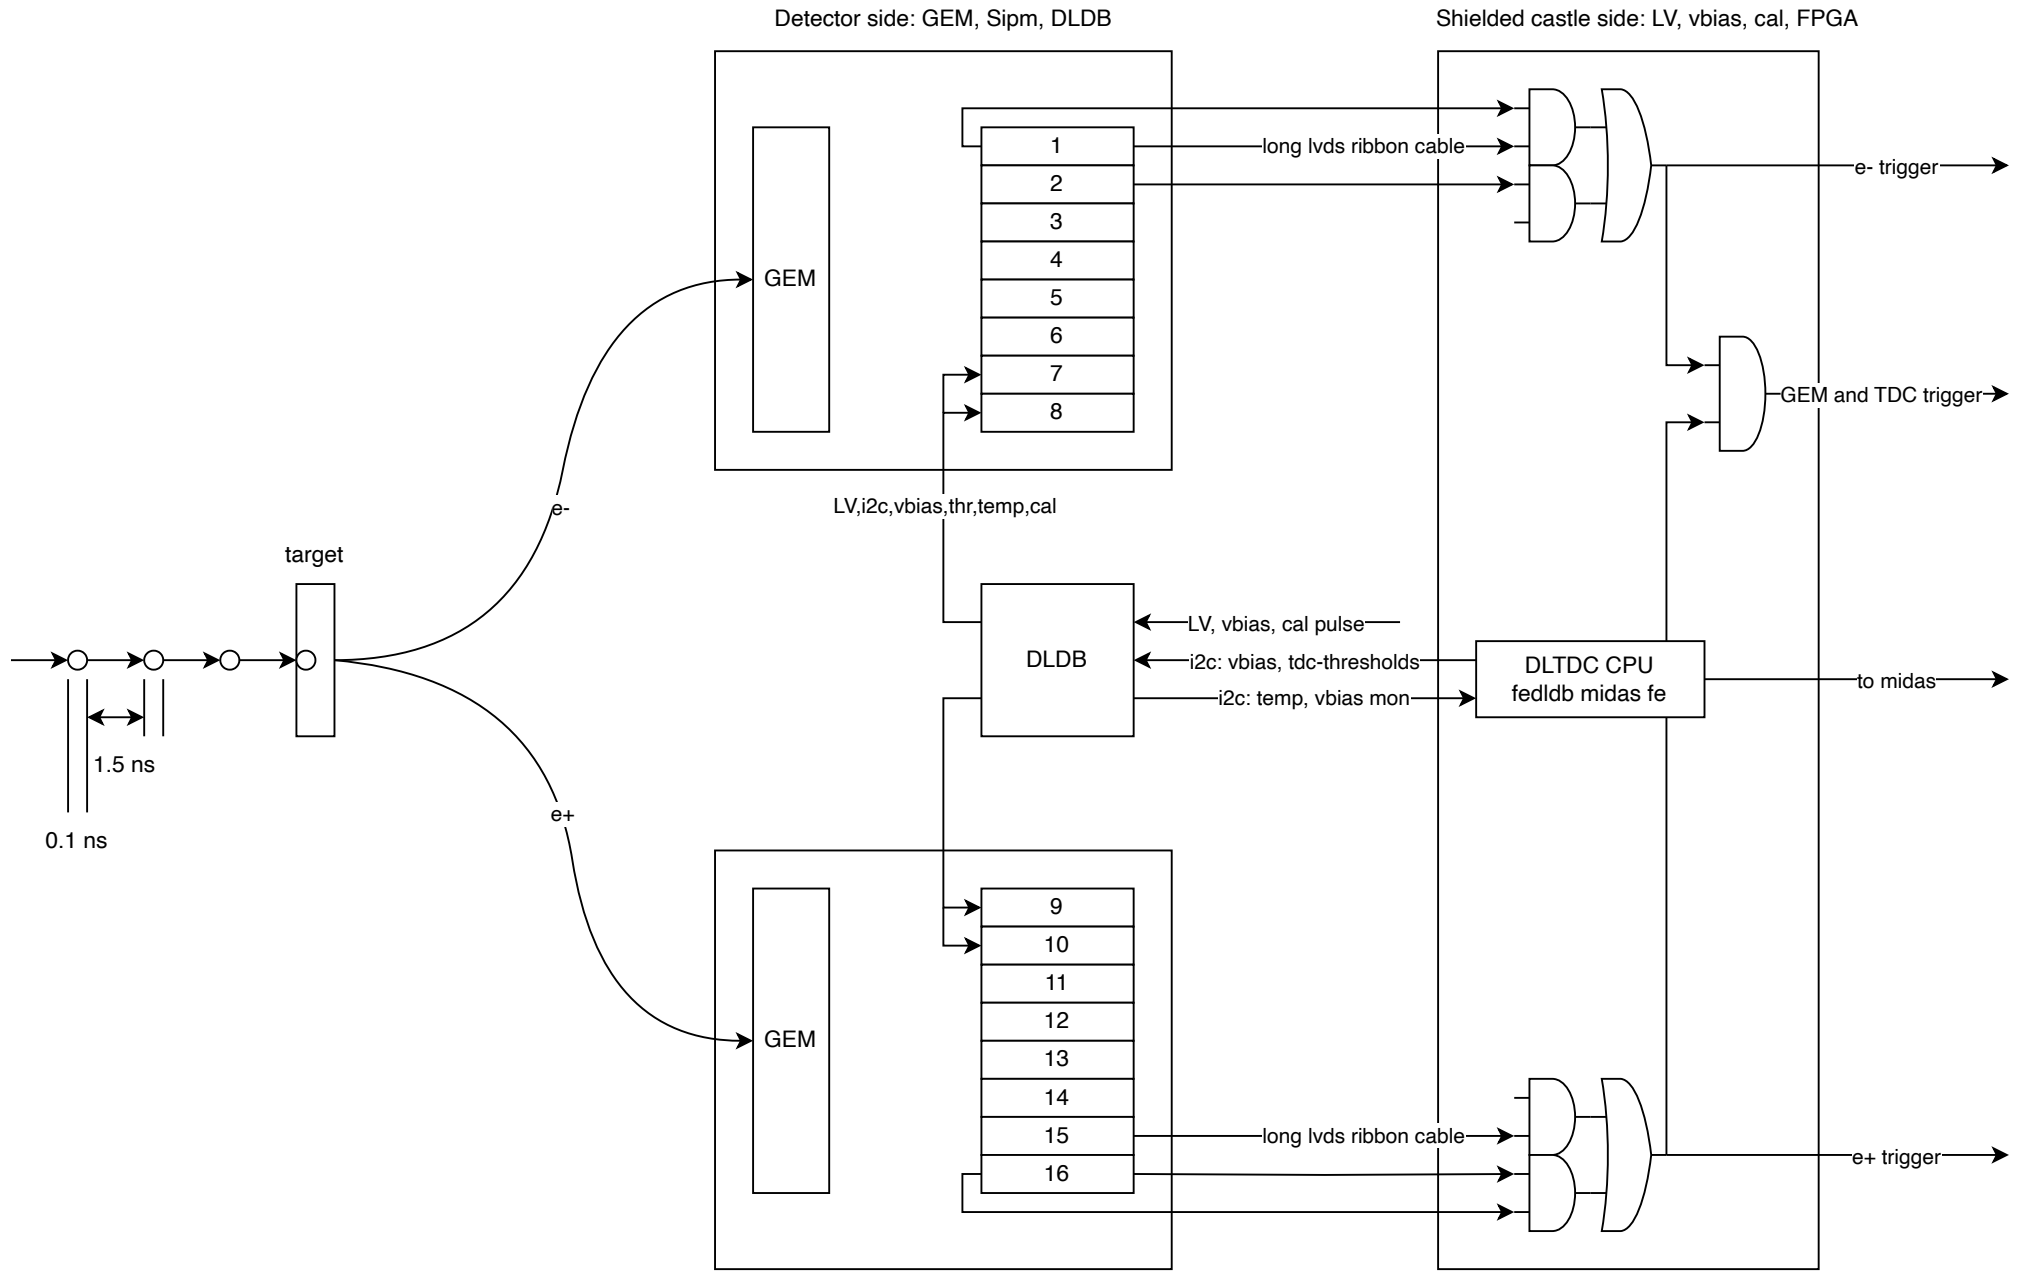 Detector side: GEM, Sipm, DLDB
Shielded castle side: LV, vbias, cal, FPGA
1
long lvds ribbon cable
e- trigger
2
3
4
GEM
5
6
7
8
GEM and TDC trigger
LV,i2c,vbias,thr,temp,cal
e-
target
LV, vbias, cal pulse
DLDB
i2c: vbias, tdc-thresholds
i2c: temp, vbias mon
DLTDC CPU
fedldb midas fe
to midas
1.5 ns
0.1 ns
e+
9
10
11
12
GEM
13
14
15
long lvds ribbon cable
16
e+ trigger